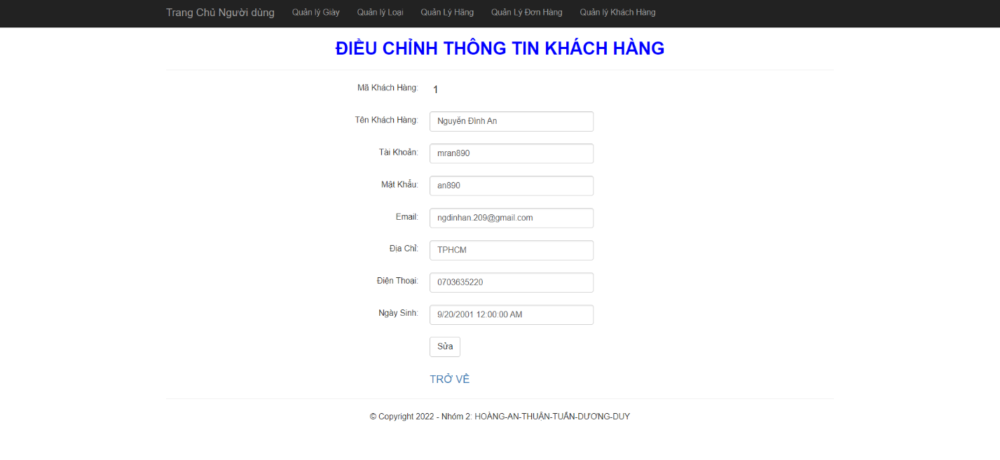 Trang Chủ Người dùng Quản lý Giày Quản lý Loại Quản Lý Hãng Quản Lý Đơn Hàng Quản lý Khách Hàng
ĐIỀU CHỈNH THÔNG TIN KHÁCH HÀNG
Mã Khách Hàng: 1
Tên Khách Hàng: Nguyễn Đình An
Tài Khoản: mran890
Mật Khẩu: an890
Email: ngdinhan.209@gmail.com
Địa Chỉ: TPHCM
Điện Thoại: 0703635220
Ngày Sinh: 9/20/2001 12:00:00 AM
Sửa
TRỞ VỀ
© Copyright 2022 - Nhóm 2: HOÀNG-AN-THUẬN-TUẤN-DƯƠNG-DUY